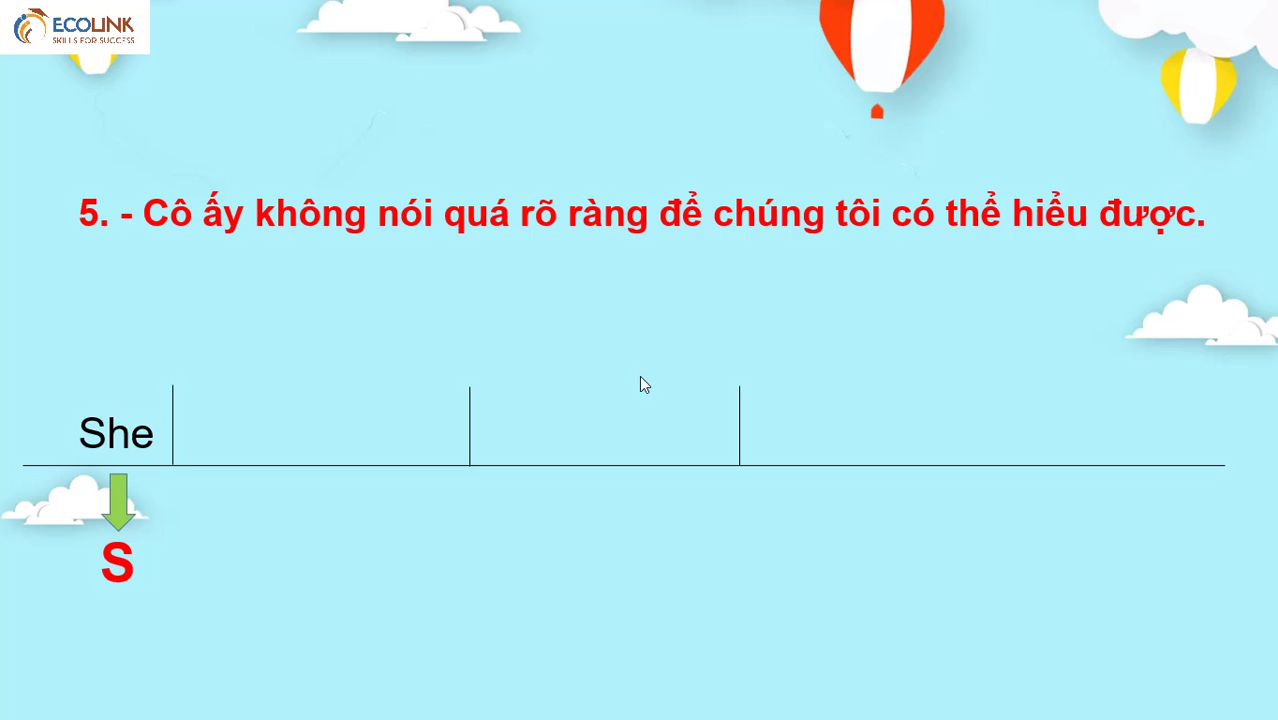 ECOLINK
SKILLS FOR SUCCESS
5. - Cô ấy không nói quá rõ ràng để chúng tôi có thể hiểu được.
She
S